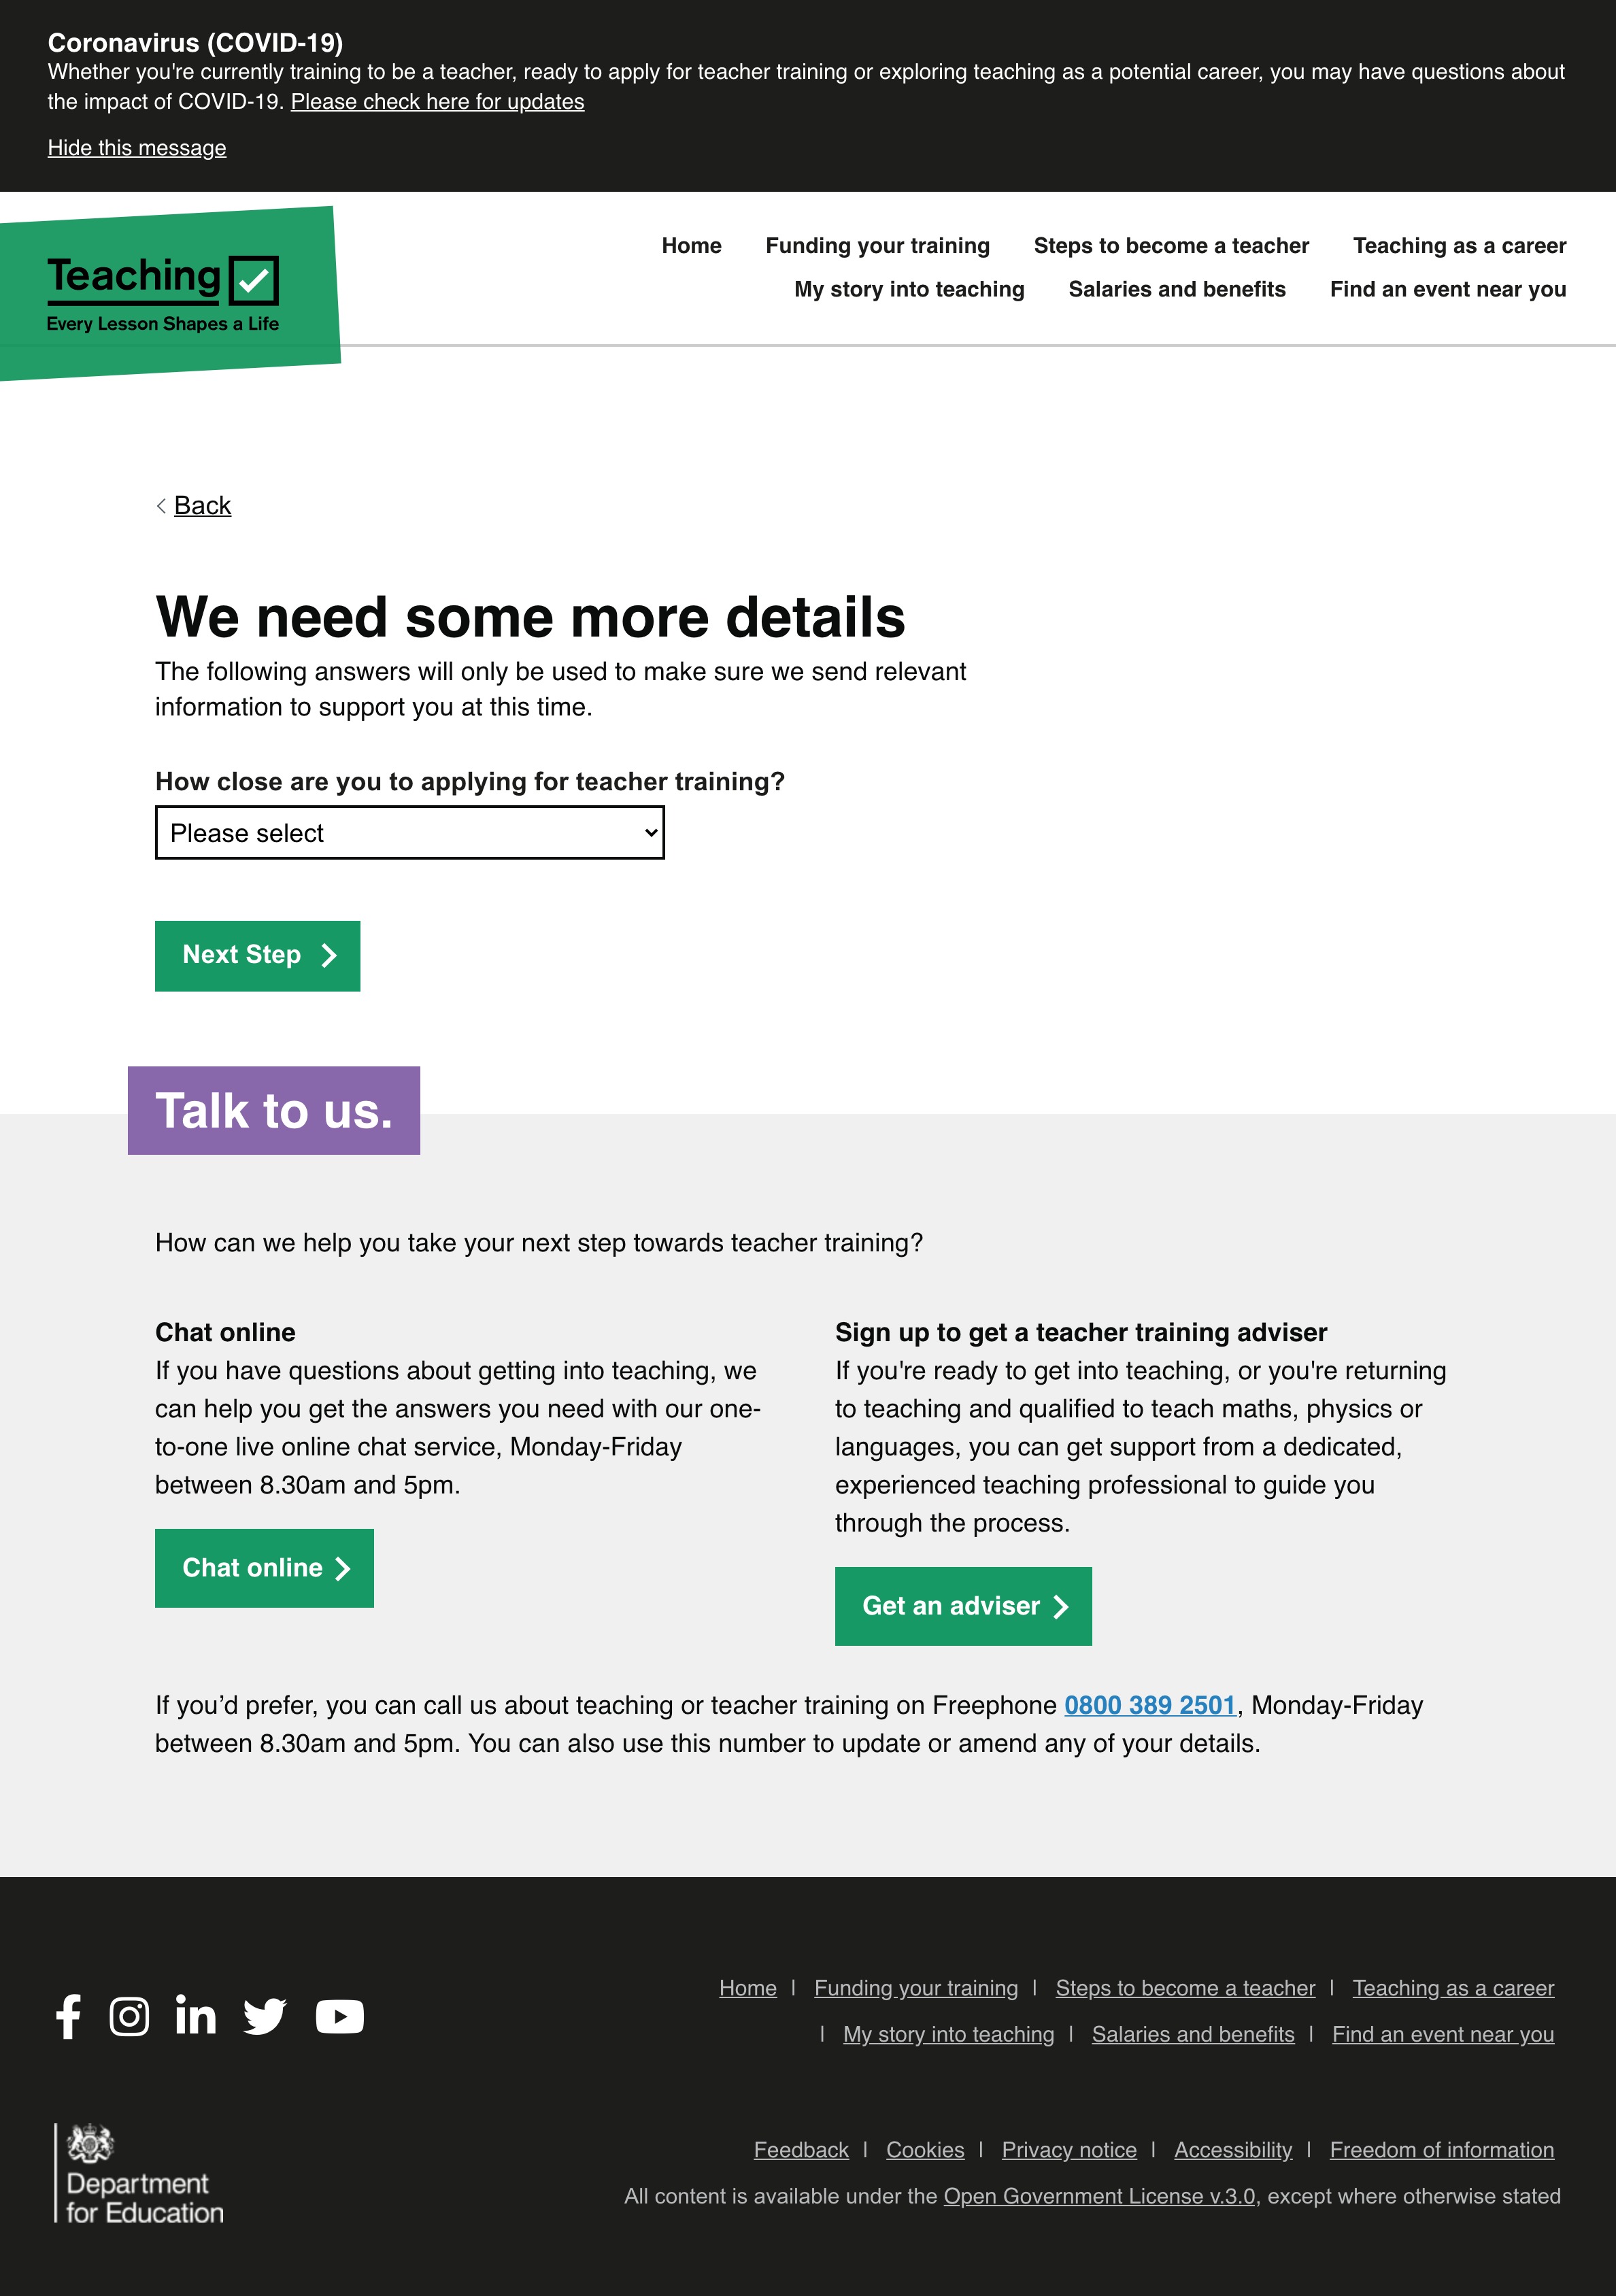 Coronavirus (COVID-19)
Whether you're currently training to be a teacher, ready to apply for teacher training or exploring teaching as a potential career, you may have questions about
the impact of COVID-19. Please check here for updates
Hide this message
Teaching
Every Lesson Shapes a Life
Home Funding your training Steps to become a teacher Teaching as a career
My story into teaching Salaries and benefits Find an event near you
Back
We need some more details
The following answers will only be used to make sure we send relevant
information to support you at this time.
How close are you to applying for teacher training?
Please select
Next Step
Talk to us.
How can we help you take your next step towards teacher training?
Chat online
If you have questions about getting into teaching, we
can help you get the answers you need with our one-
to-one live online chat service, Monday-Friday
between 8.30am and 5pm.
Chat online
Sign up to get a teacher training adviser
If you're ready to get into teaching, or you're returning
to teaching and qualified to teach maths, physics or
languages, you can get support from a dedicated,
experienced teaching professional to guide you
through the process.
Get an adviser
If you’d prefer, you can call us about teaching or teacher training on Freephone 0800 389 2501, Monday-Friday
between 8.30am and 5pm. You can also use this number to update or amend any of your details.
Home | Funding your training | Steps to become a teacher | Teaching as a career
| My story into teaching | Salaries and benefits | Find an event near you
Department
for Education
Feedback | Cookies | Privacy notice | Accessibility | Freedom of information
All content is available under the Open Government License v.3.0, except where otherwise stated